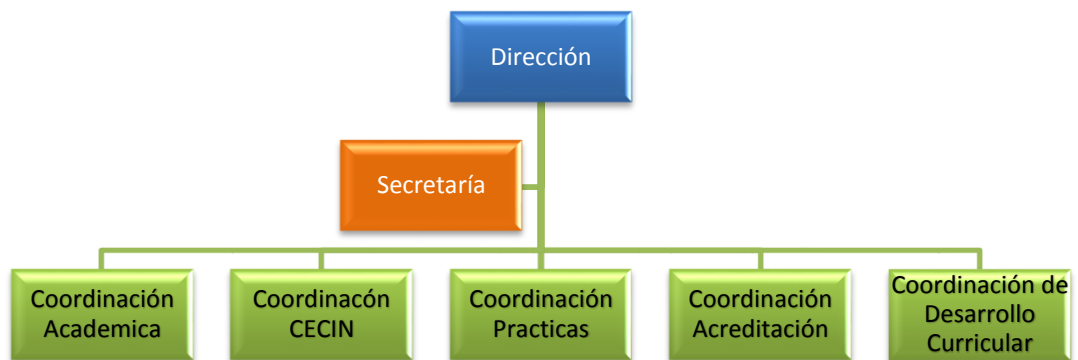 Dirección
Secretaría
Coordinación
Academica
Coordinacón
CECIN
Coordinación
Practicas
Coordinación
Acreditación
Coordinación de
Desarrollo
Curricular